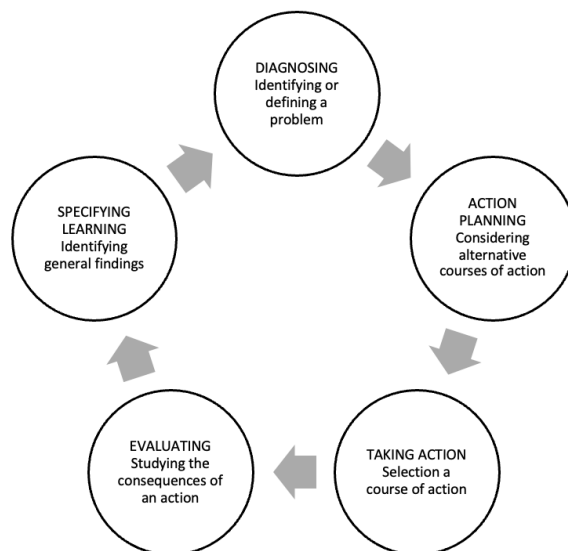 DIAGNOSING
Identifying or
defining a
problem
ACTION
PLANNING
Considering
alternative
courses of action
TAKING ACTION
Selection a
course of action
EVALUATING
Studying the
consequences of
an action
SPECIFYING
LEARNING
Identifying
general findings